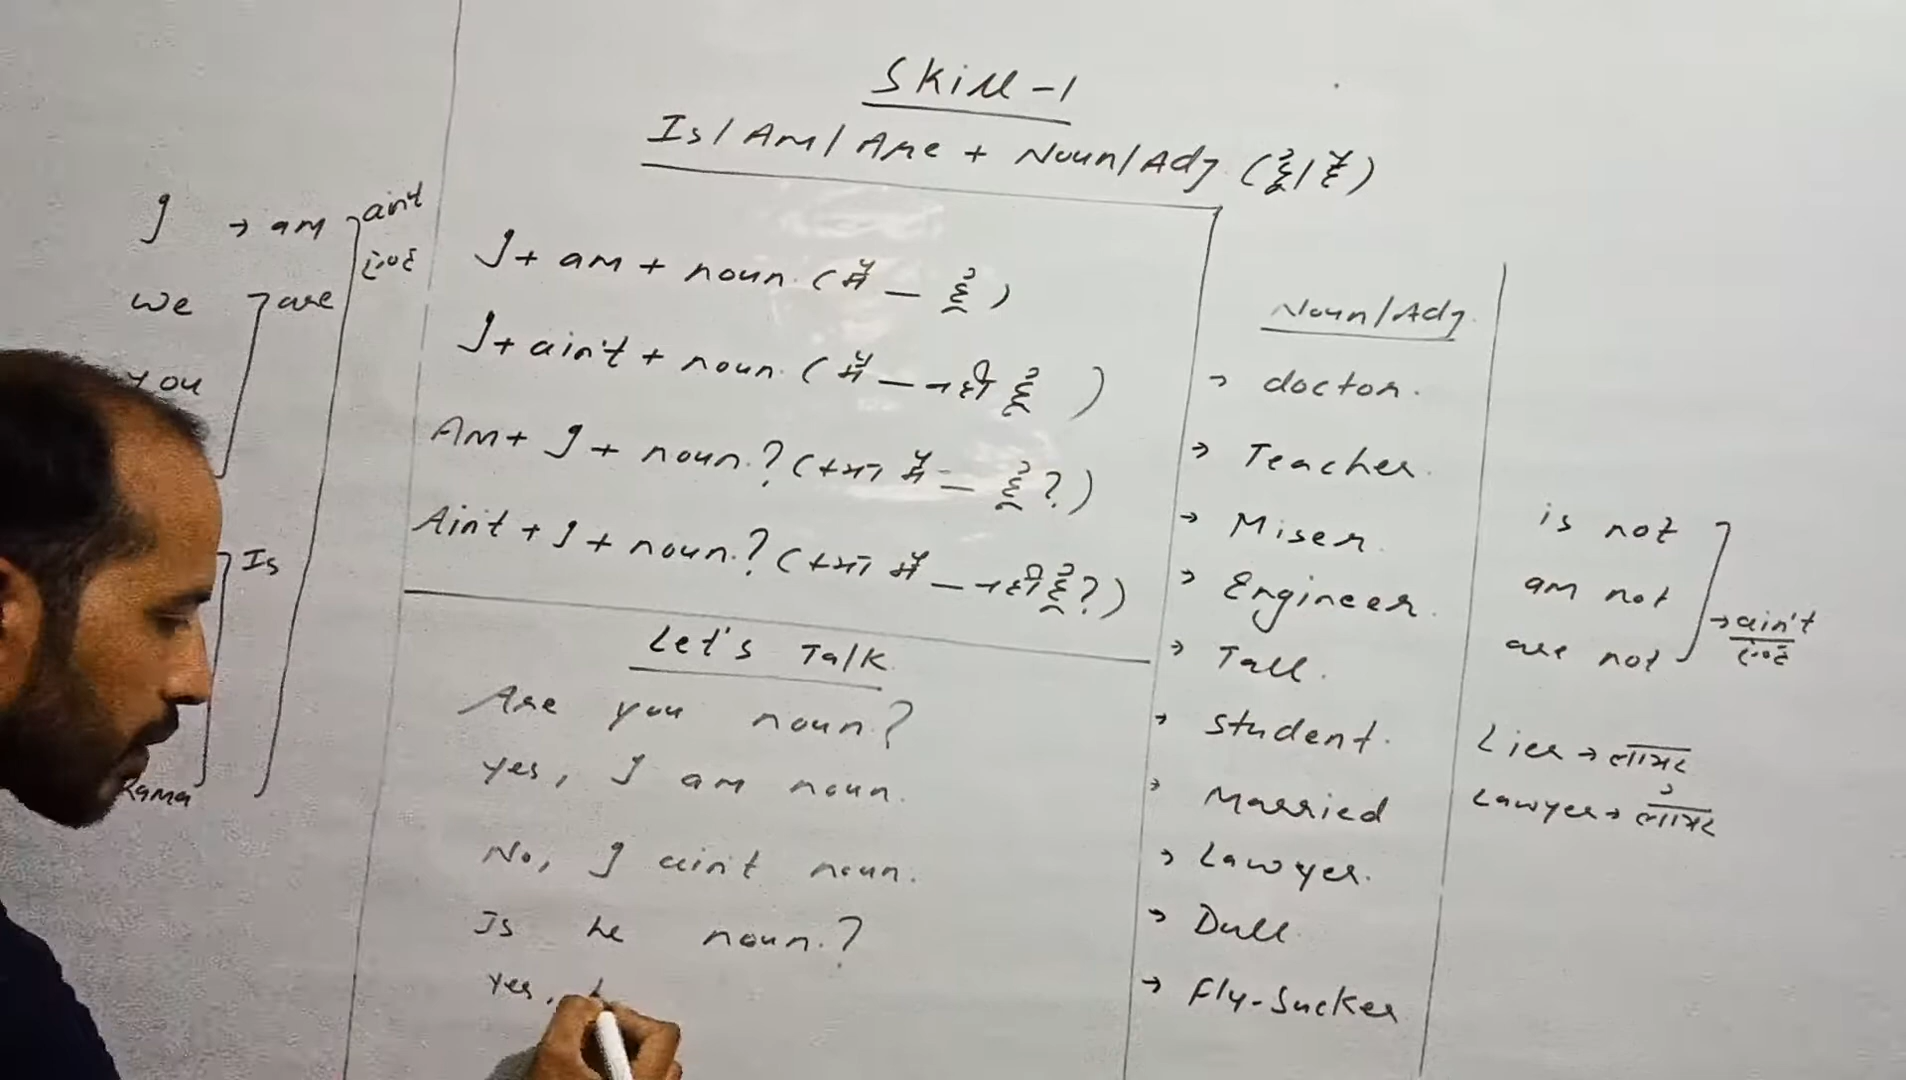 Skill-1
Is/Am/Are + Noun/Adj. (है/हैं)
I → am
ain't
we
are
you
Is
Rama
I + am + noun. (मैं — हूँ)
I + ain't + noun. (मैं — नहीं हूँ)
Am + I + noun.? (क्या मैं — हूँ?)
Ain't + I + noun.? (क्या मैं — नहीं हूँ?)
Let's Talk
Are you noun?
Yes, I am noun.
No, I ain't noun.
Is he noun.?
Yes,
Noun/Adj.
→ doctor.
→ Teacher.
→ Miser.
→ Engineer.
→ Tall.
→ Student.
→ Married
→ Lawyer.
→ Dull.
→ Fly-Sucker
is not
am not
are not
→ ain't
Lier → लायर
Lawyer → लायर